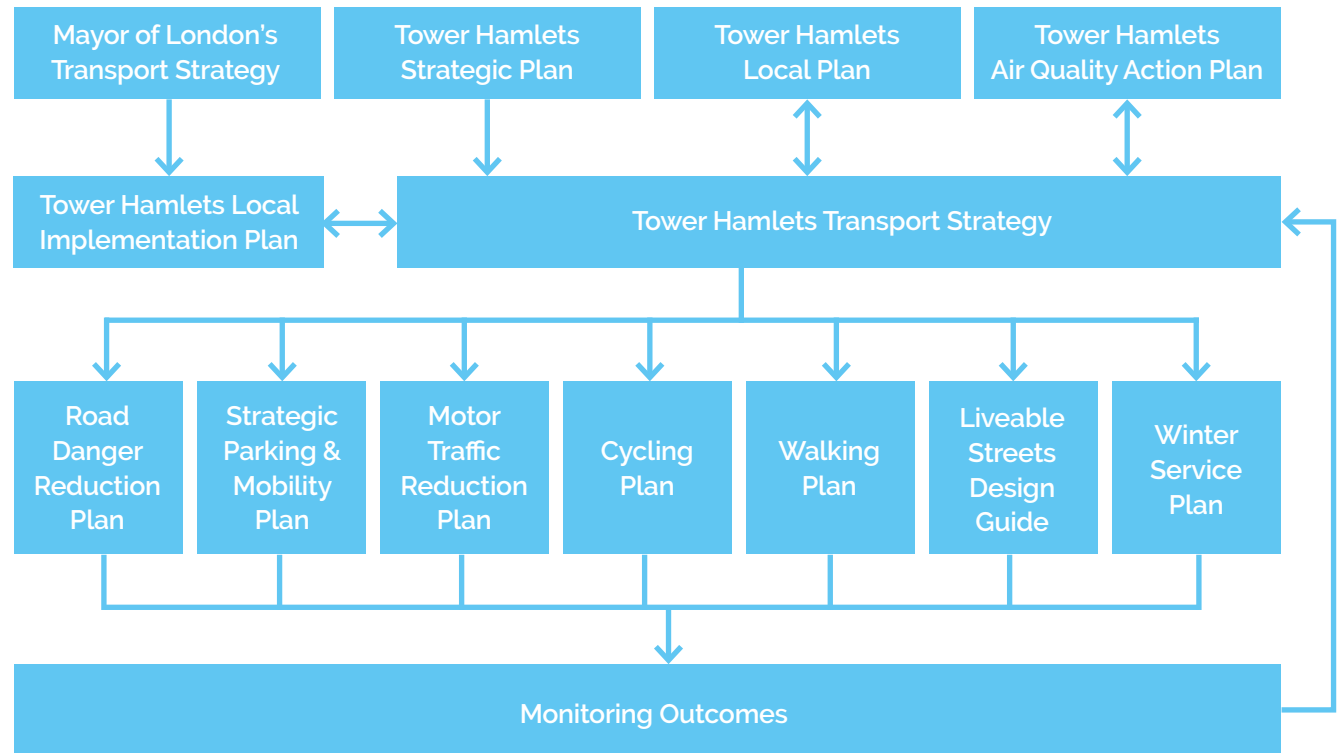 Mayor of London's
Transport Strategy
Tower Hamlets
Strategic Plan
Tower Hamlets
Local Plan
Tower Hamlets
Air Quality Action Plan
Tower Hamlets Local
Implementation Plan
Tower Hamlets Transport Strategy
Road
Danger
Reduction
Plan
Strategic
Parking &
Mobility
Plan
Motor
Traffic
Reduction
Plan
Cycling
Plan
Walking
Plan
Liveable
Streets
Design
Guide
Winter
Service
Plan
Monitoring Outcomes